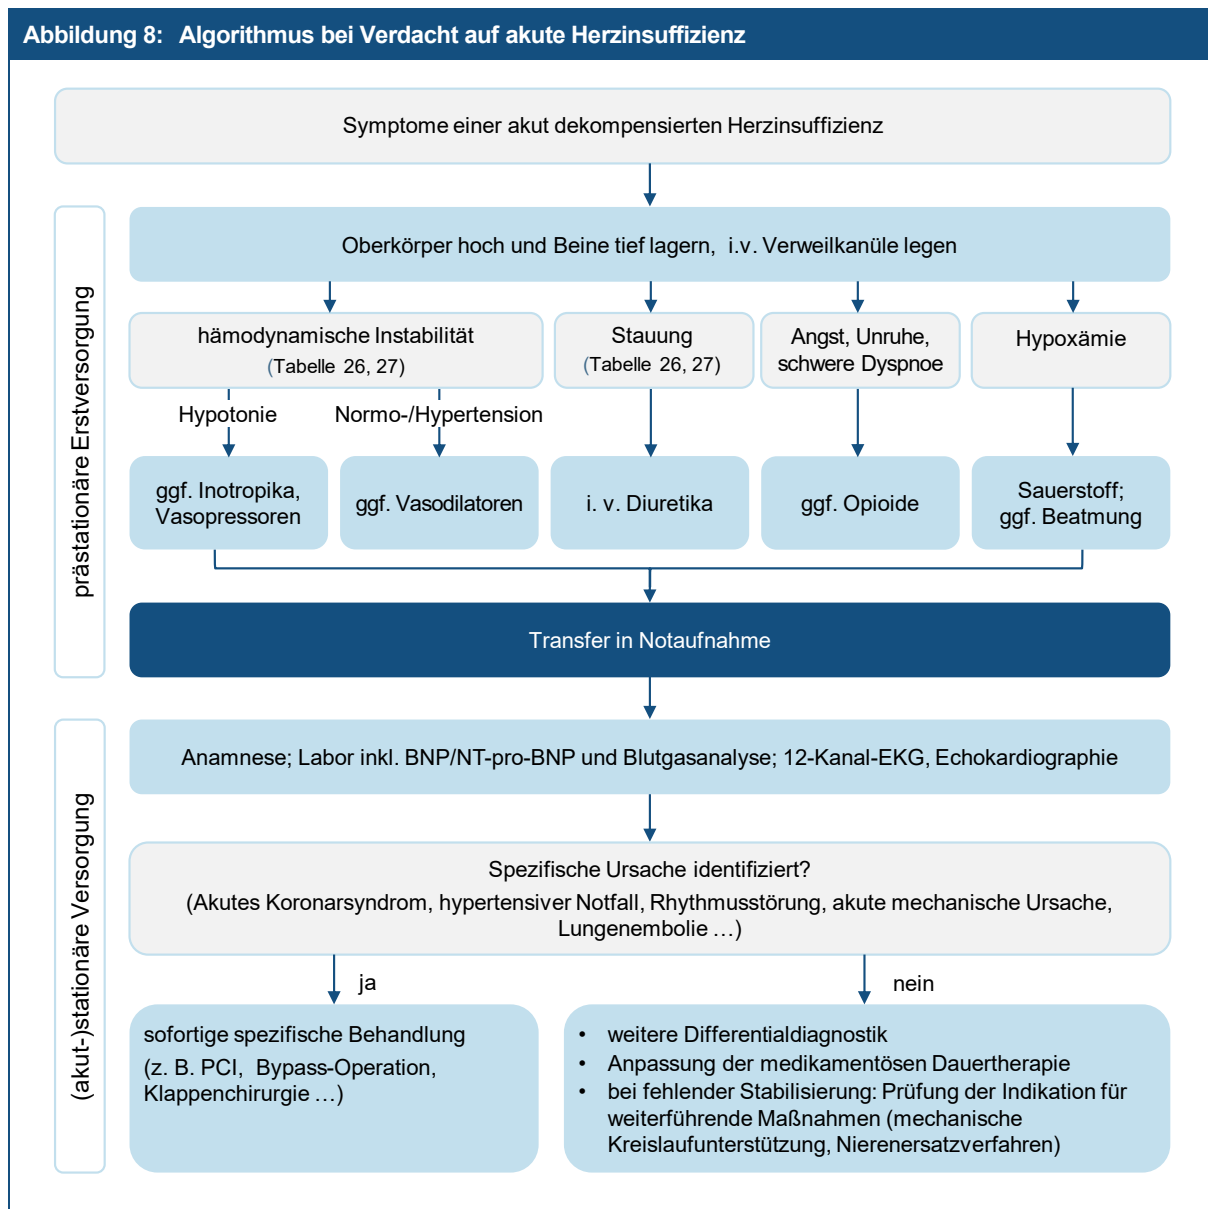 Abbildung 8: Algorithmus bei Verdacht auf akute Herzinsuffizienz
Symptome einer akut dekompensierten Herzinsuffizienz
prästationäre Erstversorgung
Oberkörper hoch und Beine tief lagern, i.v. Verweilkanüle legen
hämodynamische Instabilität
(Tabelle 26, 27)
Stauung
(Tabelle 26, 27)
Angst, Unruhe,
schwere Dyspnoe
Hypoxämie
Hypotonie
Normo-/Hypertension
ggf. Inotropika,
Vasopressoren
ggf. Vasodilatoren
i. v. Diuretika
ggf. Opioide
Sauerstoff;
ggf. Beatmung
Transfer in Notaufnahme
(akut-)stationäre Versorgung
Anamnese; Labor inkl. BNP/NT-pro-BNP und Blutgasanalyse; 12-Kanal-EKG, Echokardiographie
Spezifische Ursache identifiziert?
(Akutes Koronarsyndrom, hypertensiver Notfall, Rhythmusstörung, akute mechanische Ursache,
Lungenembolie …)
ja
nein
sofortige spezifische Behandlung
(z. B. PCI, Bypass-Operation,
Klappenchirurgie …)
• weitere Differentialdiagnostik
• Anpassung der medikamentösen Dauertherapie
• bei fehlender Stabilisierung: Prüfung der Indikation für
weiterführende Maßnahmen (mechanische
Kreislaufunterstützung, Nierenersatzverfahren)